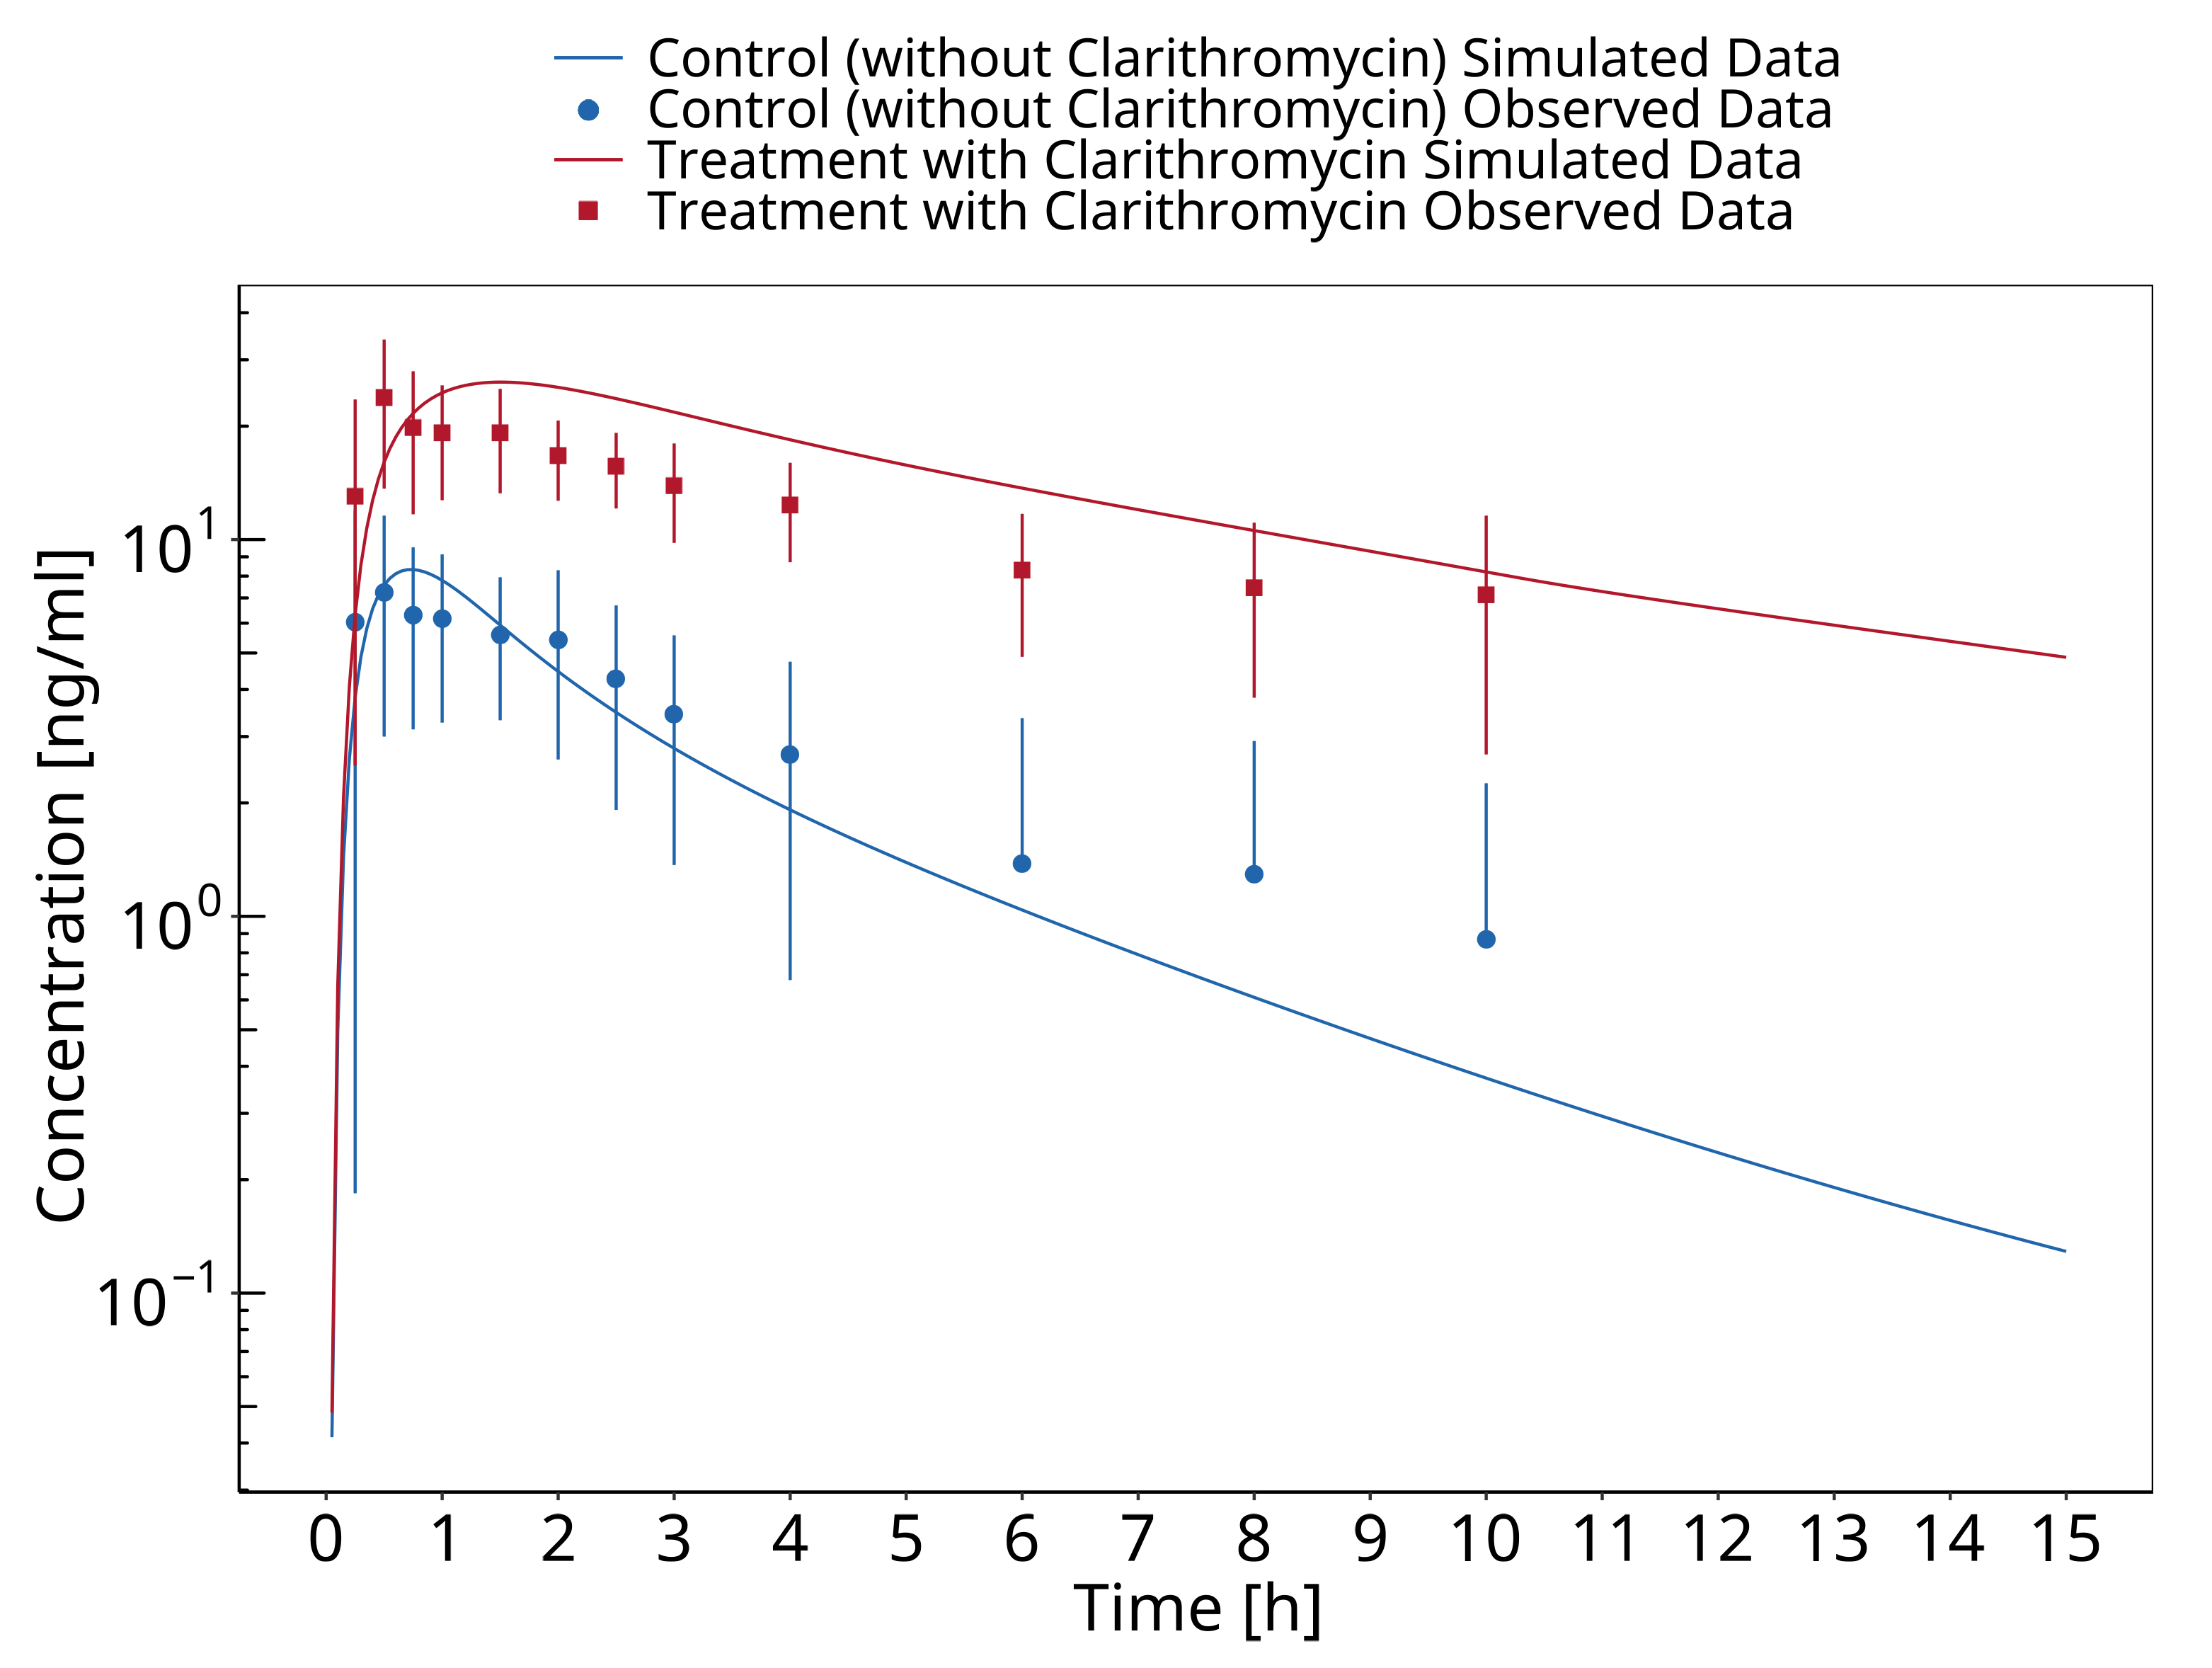 Control (without Clarithromycin) Simulated Data
Control (without Clarithromycin) Observed Data
Treatment with Clarithromycin Simulated Data
Treatment with Clarithromycin Observed Data
Concentration [ng/ml]
10¹
10⁰
10⁻¹
0 1 2 3 4 5 6 7 8 9 10 11 12 13 14 15
Time [h]